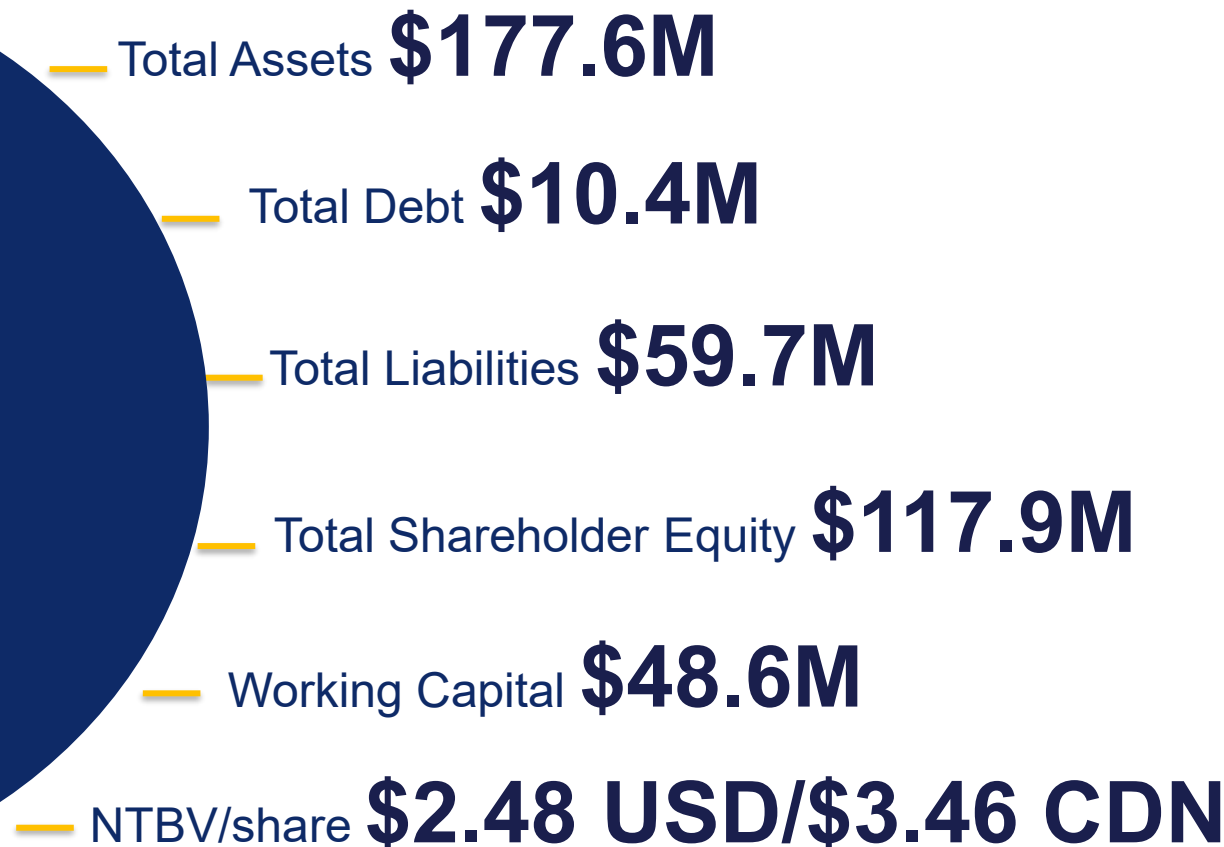 Total Assets $177.6M
Total Debt $10.4M
Total Liabilities $59.7M
Total Shareholder Equity $117.9M
Working Capital $48.6M
NTBV/share $2.48 USD/$3.46 CDN